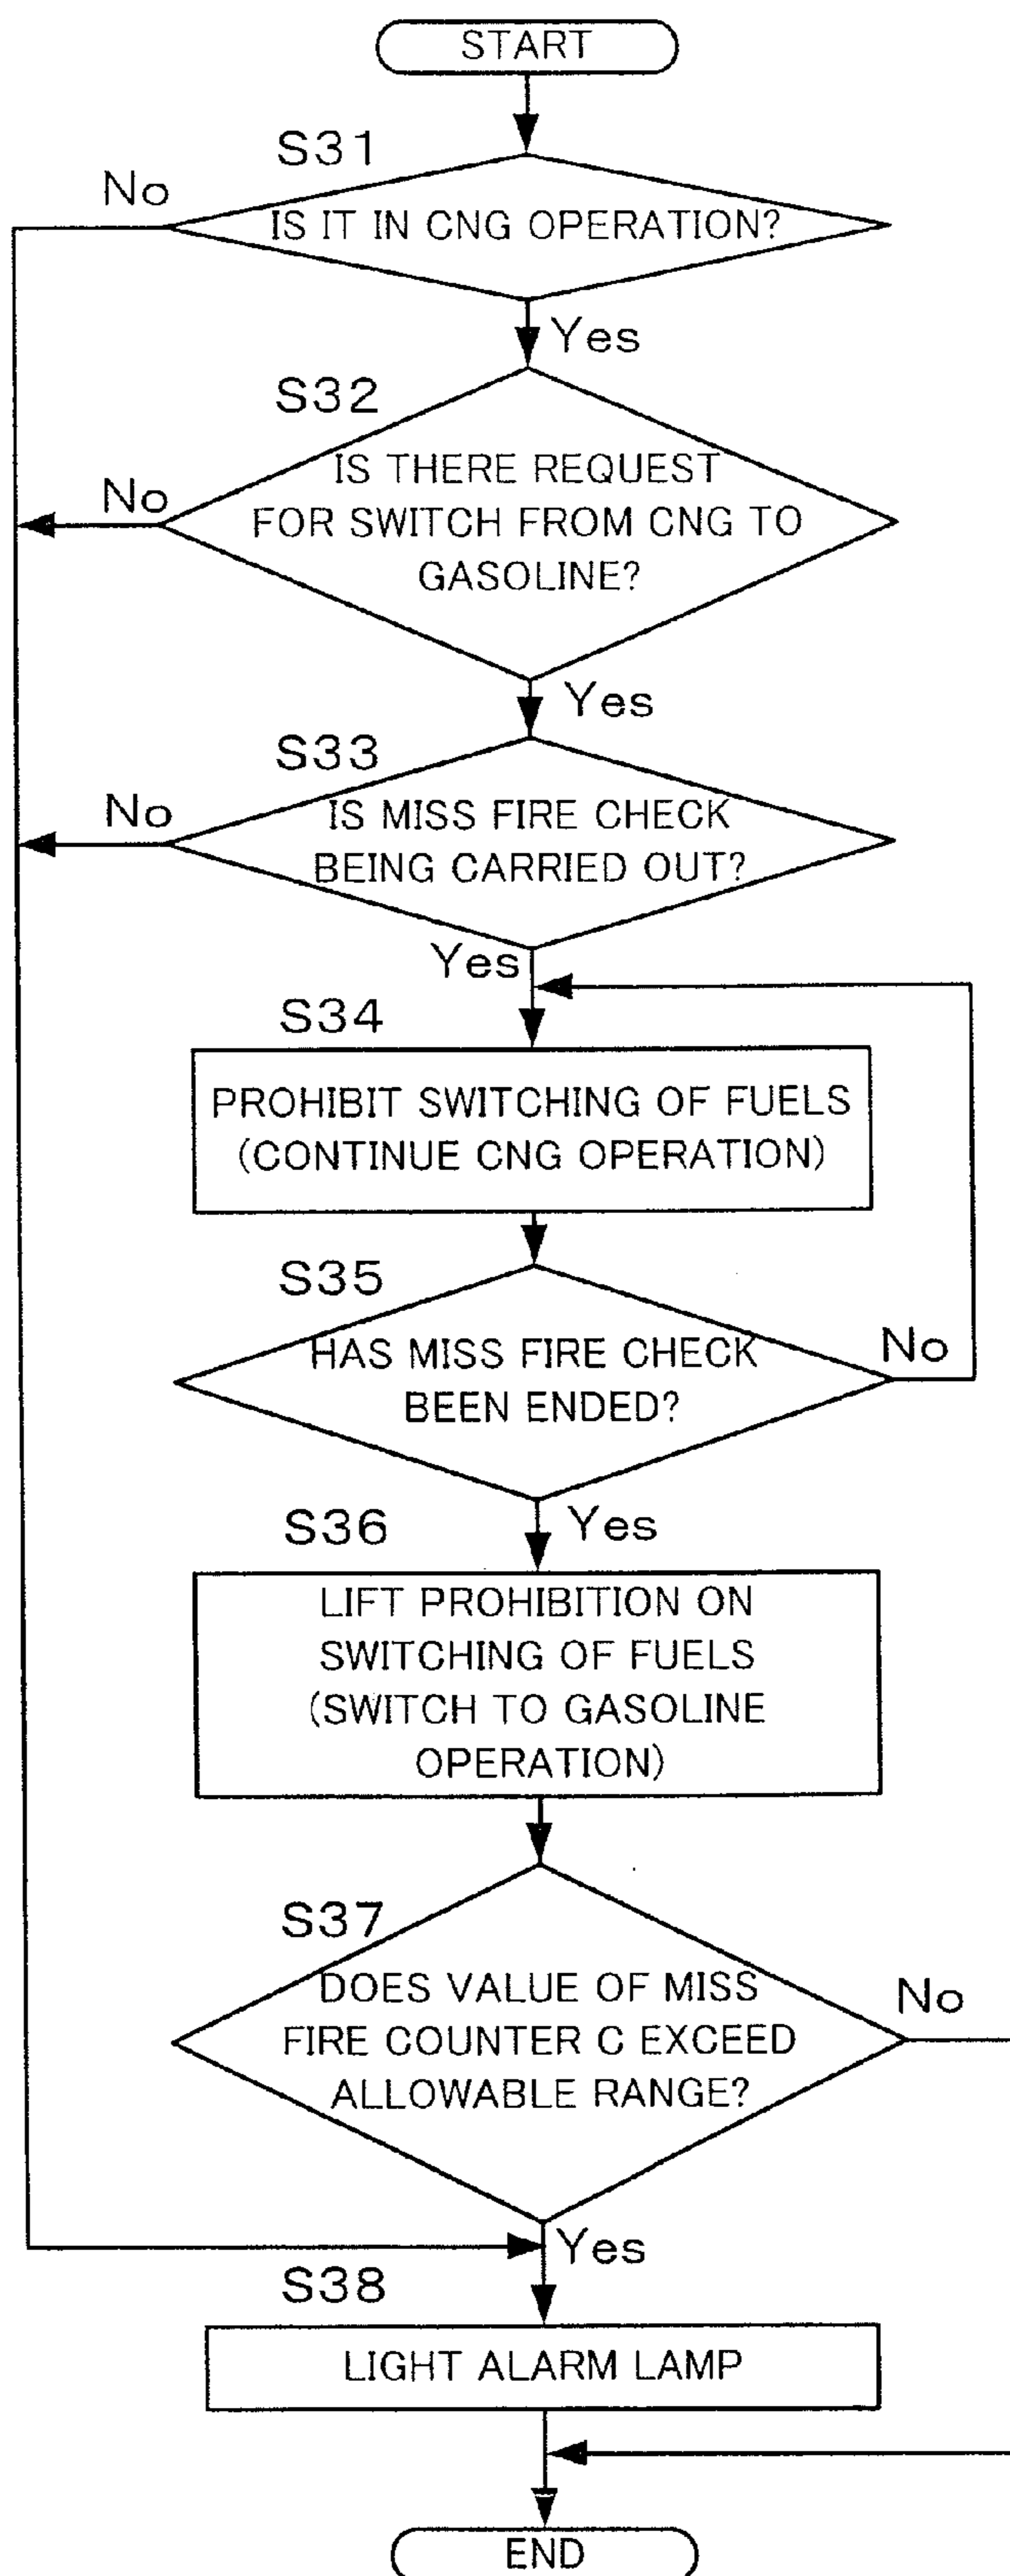 START
S31
No
IS IT IN CNG OPERATION?
Yes
S32
No
IS THERE REQUEST
FOR SWITCH FROM CNG TO
GASOLINE?
Yes
S33
No
IS MISS FIRE CHECK
BEING CARRIED OUT?
Yes
S34
PROHIBIT SWITCHING OF FUELS
(CONTINUE CNG OPERATION)
S35
HAS MISS FIRE CHECK
BEEN ENDED?
No
Yes
S36
LIFT PROHIBITION ON
SWITCHING OF FUELS
(SWITCH TO GASOLINE
OPERATION)
S37
DOES VALUE OF MISS
FIRE COUNTER C EXCEED
ALLOWABLE RANGE?
No
Yes
S38
LIGHT ALARM LAMP
END